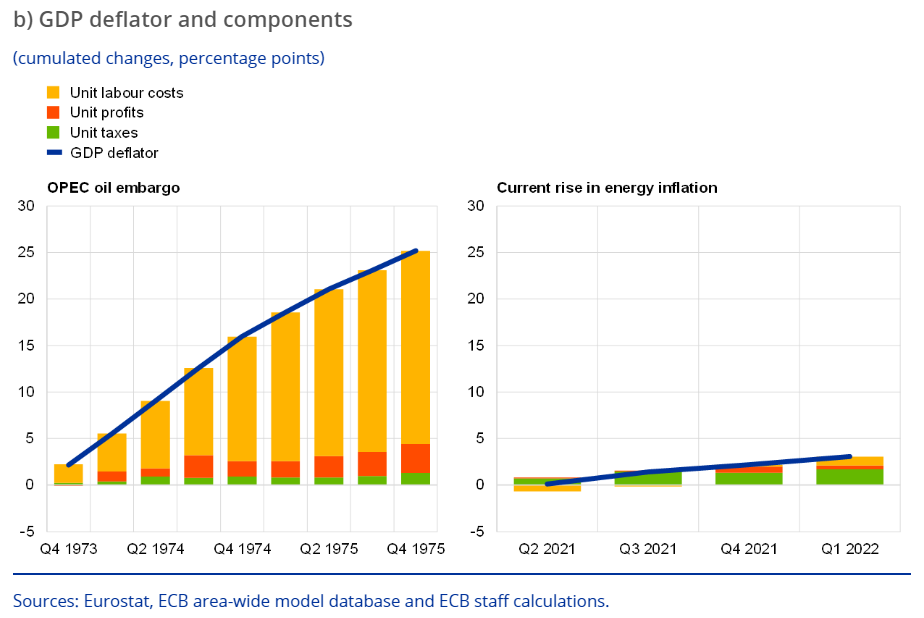 b) GDP deflator and components
(cumulated changes, percentage points)
Unit labour costs
Unit profits
Unit taxes
GDP deflator
OPEC oil embargo
30
25
20
15
10
5
0
-5
Q4 1973 Q2 1974 Q4 1974 Q2 1975 Q4 1975
Current rise in energy inflation
30
25
20
15
10
5
0
-5
Q2 2021 Q3 2021 Q4 2021 Q1 2022
Sources: Eurostat, ECB area-wide model database and ECB staff calculations.